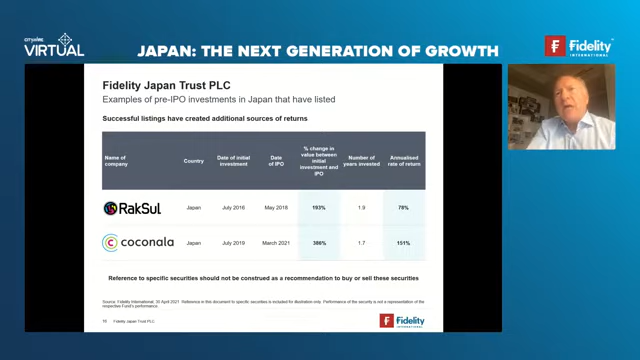 CITYWIRE
VIRTUAL
JAPAN: THE NEXT GENERATION OF GROWTH
Fidelity
INTERNATIONAL
Fidelity Japan Trust PLC
Examples of pre-IPO investments in Japan that have listed
Successful listings have created additional sources of returns
Name of company Country Date of initial investment Date of IPO % change in value between initial investment and IPO Number of years invested Annualised rate of return
RakSul Japan July 2016 May 2018 193% 1.9 78%
coconala Japan July 2019 March 2021 386% 1.7 151%
Reference to specific securities should not be construed as a recommendation to buy or sell these securities
Source: Fidelity International, 30 April 2021. Reference in this document to specific securities is included for illustration only. Performance of the security is not a representation of the
respective Fund's performance.
16 Fidelity Japan Trust PLC
Fidelity
INTERNATIONAL